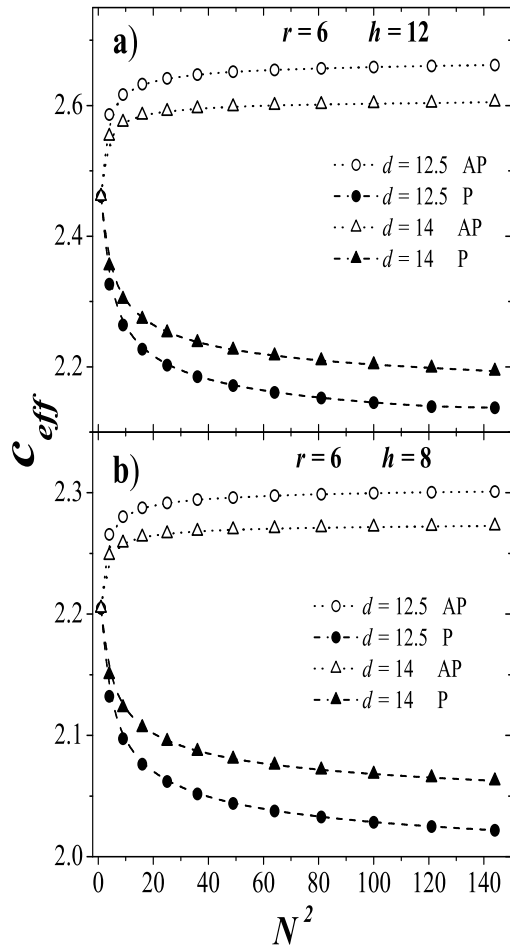 a)
r=6 h=12
2.6
2.4
2.2
d = 12.5 AP
d = 12.5 P
d = 14 AP
d = 14 P
c eff
b)
r=6 h=8
2.3
2.2
2.1
2.0
d = 12.5 AP
d = 12.5 P
d = 14 AP
d = 14 P
0 20 40 60 80 100 120 140
N²